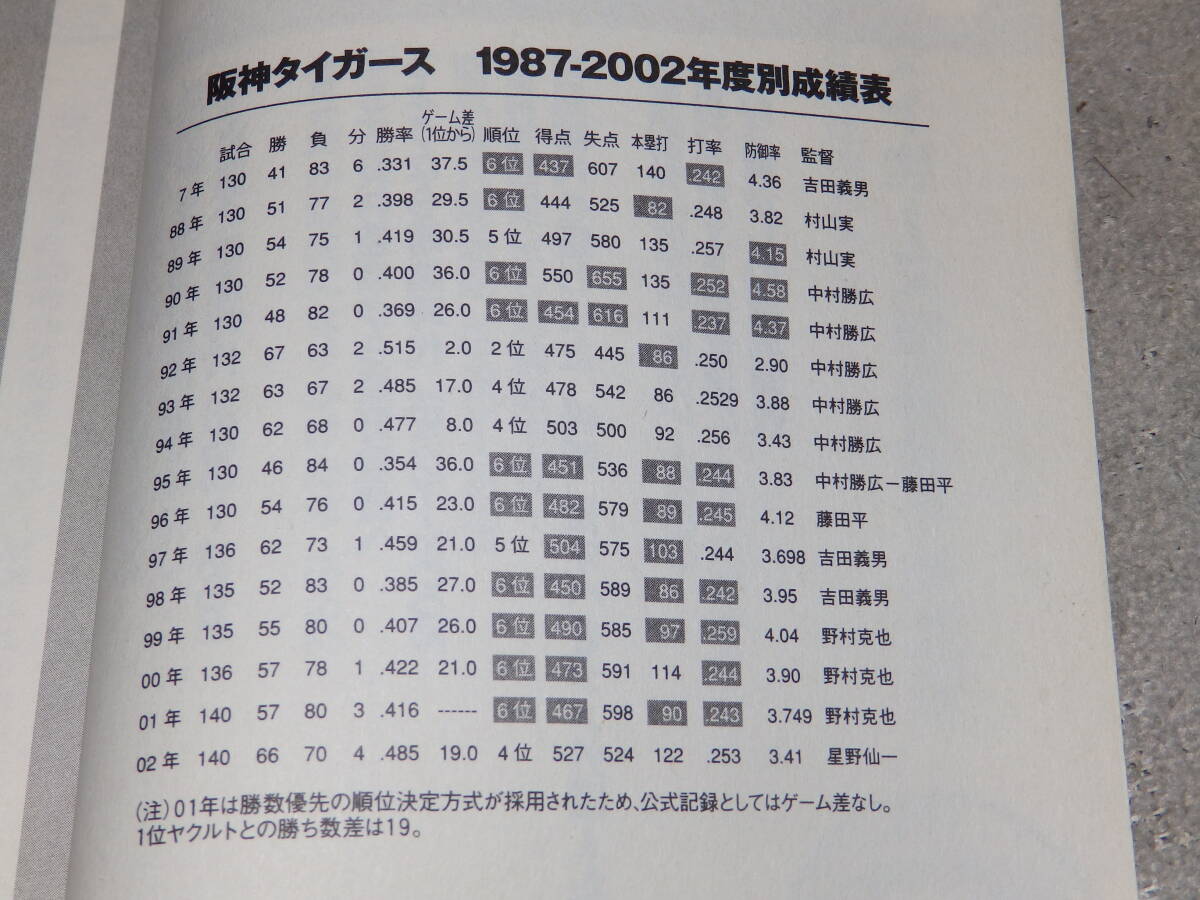 阪神タイガース 1987-2002年度別成績表
試合 勝 負 分 勝率 ゲーム差(1位から) 順位 得点 失点 本塁打 打率 防御率 監督
7年 130 41 83 6 .331 37.5 6位 437 607 140 .242 4.36 吉田義男
88年 130 51 77 2 .398 29.5 6位 444 525 82 .248 3.82 村山実
89年 130 54 75 1 .419 30.5 5位 497 580 135 .257 4.15 村山実
90年 130 52 78 0 .400 36.0 6位 550 655 135 .252 4.58 中村勝広
91年 130 48 82 0 .369 26.0 6位 454 616 111 .237 4.37 中村勝広
92年 132 67 63 2 .515 2.0 2位 475 445 86 .250 2.90 中村勝広
93年 132 63 67 2 .485 17.0 4位 478 542 86 .2529 3.88 中村勝広
94年 130 62 68 0 .477 8.0 4位 503 500 92 .256 3.43 中村勝広
95年 130 46 84 0 .354 36.0 6位 451 536 88 .244 3.83 中村勝広－藤田平
96年 130 54 76 0 .415 23.0 6位 482 579 89 .245 4.12 藤田平
97年 136 62 73 1 .459 21.0 5位 504 575 103 .244 3.698 吉田義男
98年 135 52 83 0 .385 27.0 6位 450 589 86 .242 3.95 吉田義男
99年 135 55 80 0 .407 26.0 6位 490 585 97 .259 4.04 野村克也
00年 136 57 78 1 .422 21.0 6位 473 591 114 .244 3.90 野村克也
01年 140 57 80 3 .416 ------ 6位 467 598 90 .243 3.749 野村克也
02年 140 66 70 4 .485 19.0 4位 527 524 122 .253 3.41 星野仙一
(注)01年は勝数優先の順位決定方式が採用されたため、公式記録としてはゲーム差なし。
1位ヤクルトとの勝ち数差は19。